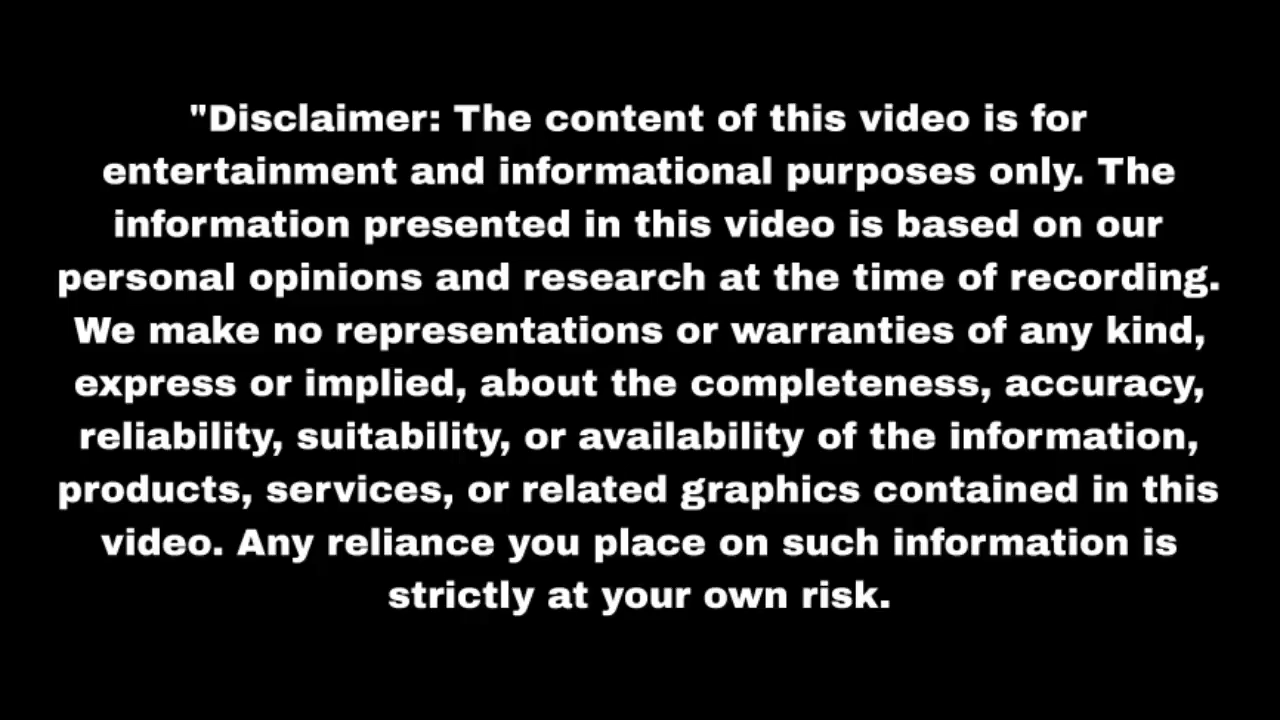 "Disclaimer: The content of this video is for
entertainment and informational purposes only. The
information presented in this video is based on our
personal opinions and research at the time of recording.
We make no representations or warranties of any kind,
express or implied, about the completeness, accuracy,
reliability, suitability, or availability of the information,
products, services, or related graphics contained in this
video. Any reliance you place on such information is
strictly at your own risk.